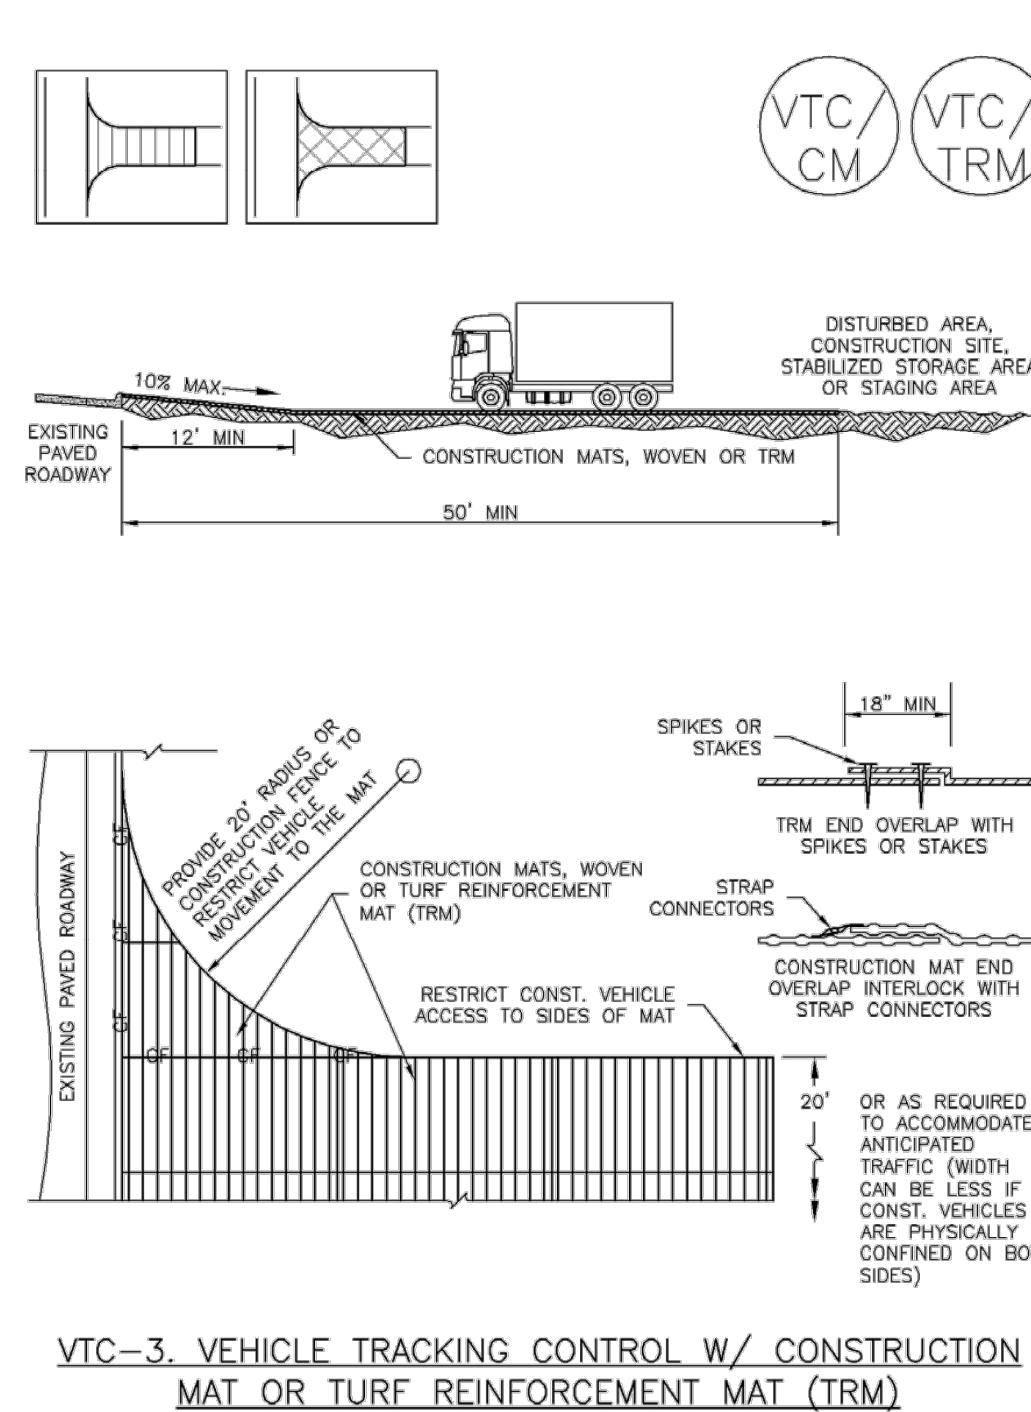 VTC/
CM
VTC/
TRM
DISTURBED AREA,
CONSTRUCTION SITE,
STABILIZED STORAGE AREA
OR STAGING AREA
10% MAX.
EXISTING
PAVED
ROADWAY
12' MIN
CONSTRUCTION MATS, WOVEN OR TRM
50' MIN
18" MIN
SPIKES OR
STAKES
TRM END OVERLAP WITH
SPIKES OR STAKES
PROVIDE 20' RADIUS OR
CONSTRUCTION FENCE TO
RESTRICT VEHICLE
MOVEMENT TO THE MAT
CONSTRUCTION MATS, WOVEN
OR TURF REINFORCEMENT
MAT (TRM)
STRAP
CONNECTORS
CONSTRUCTION MAT END
OVERLAP INTERLOCK WITH
STRAP CONNECTORS
RESTRICT CONST. VEHICLE
ACCESS TO SIDES OF MAT
EXISTING PAVED ROADWAY
CF
CF
CF
CF
CF
CF
20'
OR AS REQUIRED
TO ACCOMMODATE
ANTICIPATED
TRAFFIC (WIDTH
CAN BE LESS IF
CONST. VEHICLES
ARE PHYSICALLY
CONFINED ON
SIDES)
VTC-3. VEHICLE TRACKING CONTROL W/ CONSTRUCTION
MAT OR TURF REINFORCEMENT MAT (TRM)